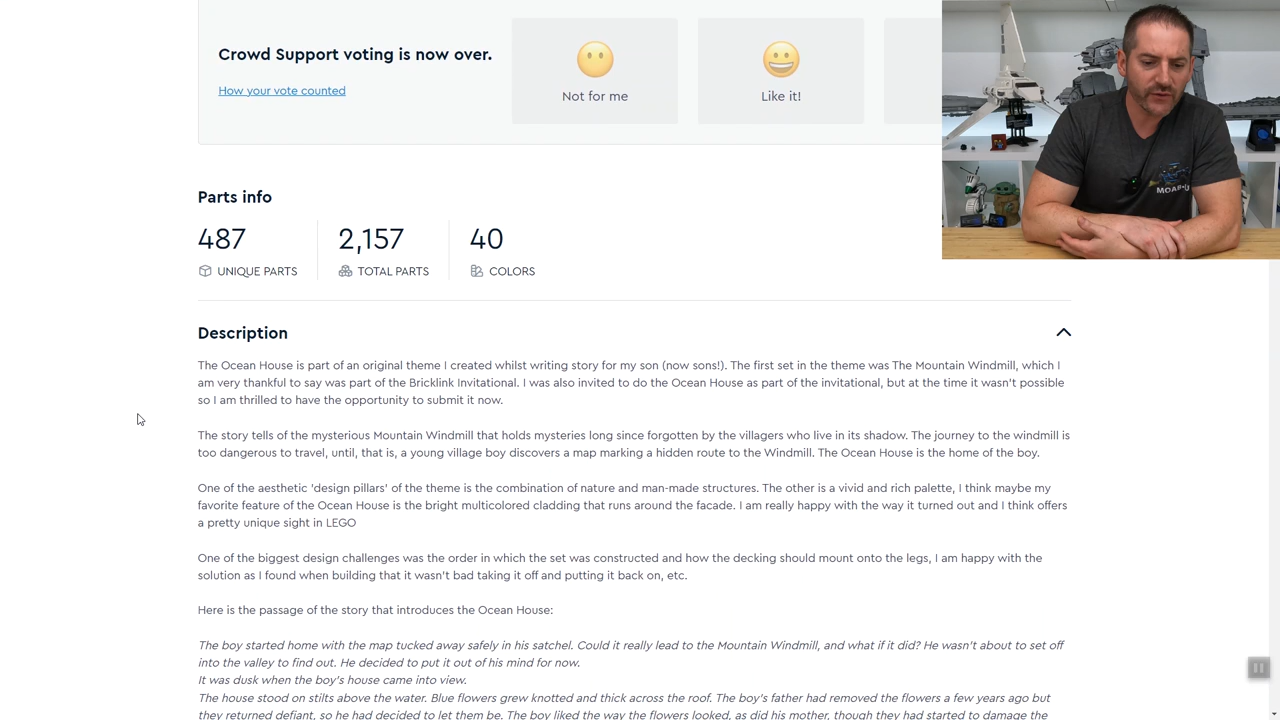 Crowd Support voting is now over.
How your vote counted
Not for me
Like it!
Parts info
487
2,157
40
UNIQUE PARTS
TOTAL PARTS
COLORS
Description
The Ocean House is part of an original theme I created whilst writing story for my son (now sons!). The first set in the theme was The Mountain Windmill, which I
am very thankful to say was part of the Bricklink Invitational. I was also invited to do the Ocean House as part of the invitational, but at the time it wasn't possible
so I am thrilled to have the opportunity to submit it now.
The story tells of the mysterious Mountain Windmill that holds mysteries long since forgotten by the villagers who live in its shadow. The journey to the windmill is
too dangerous to travel, until, that is, a young village boy discovers a map marking a hidden route to the Windmill. The Ocean House is the home of the boy.
One of the aesthetic 'design pillars' of the theme is the combination of nature and man-made structures. The other is a vivid and rich palette, I think maybe my
favorite feature of the Ocean House is the bright multicolored cladding that runs around the facade. I am really happy with the way it turned out and I think offers
a pretty unique sight in LEGO
One of the biggest design challenges was the order in which the set was constructed and how the decking should mount onto the legs, I am happy with the
solution as I found when building that it wasn't bad taking it off and putting it back on, etc.
Here is the passage of the story that introduces the Ocean House:
The boy started home with the map tucked away safely in his satchel. Could it really lead to the Mountain Windmill, and what if it did? He wasn't about to set off
into the valley to find out. He decided to put it out of his mind for now.
It was dusk when the boy's house came into view.
The house stood on stilts above the water. Blue flowers grew knotted and thick across the roof. The boy's father had removed the flowers a few years ago but
they returned defiant, so he had decided to let them be. The boy liked the way the flowers looked, as did his mother, though they had started to damage the